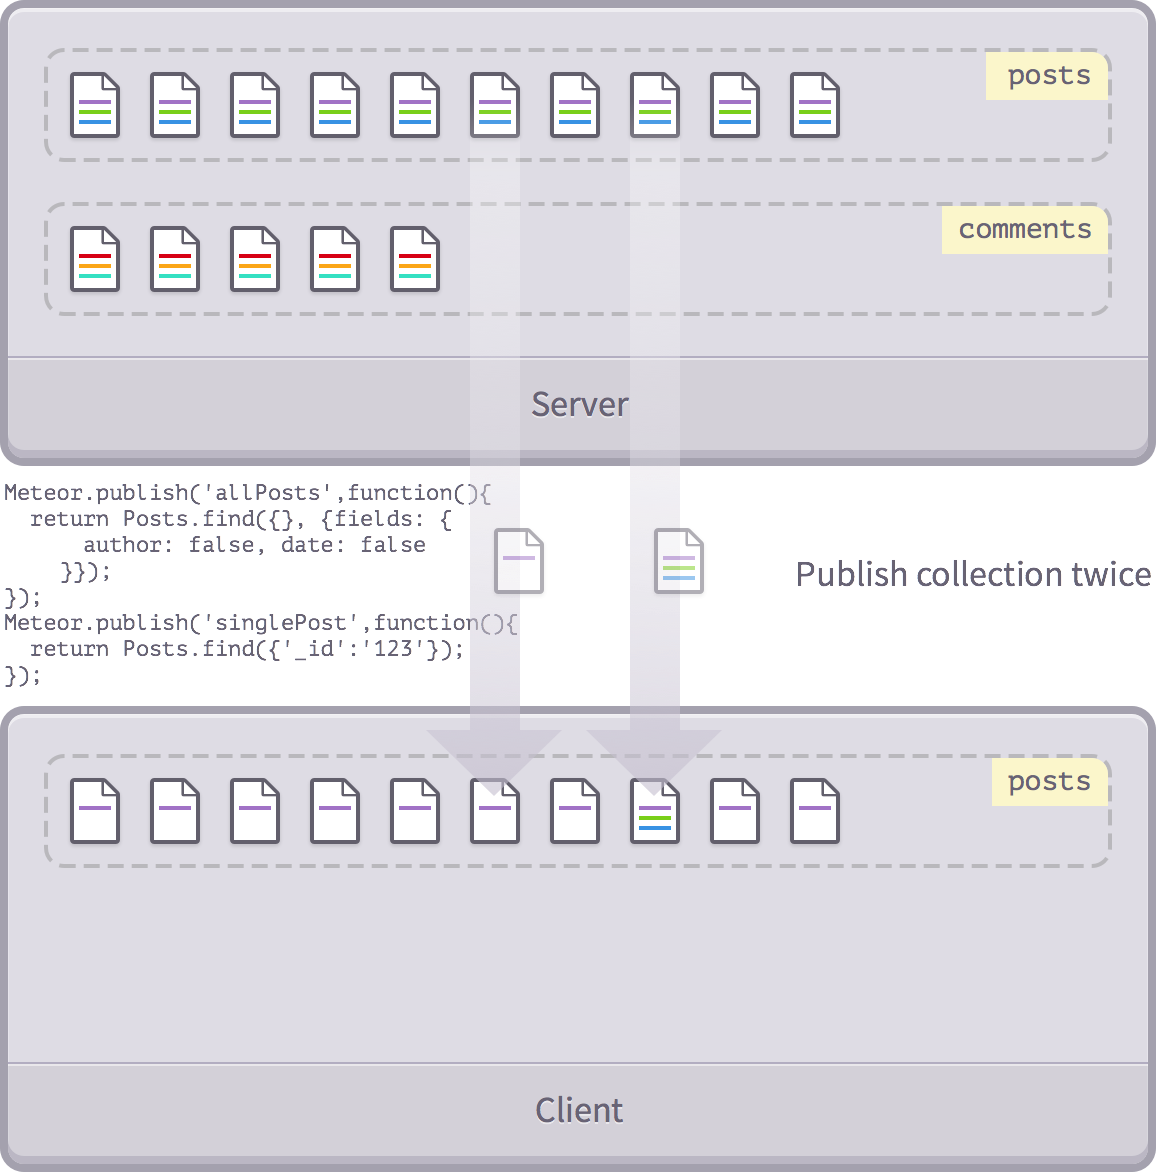 posts
comments
Server
Meteor.publish('allPosts',function(){
  return Posts.find({}, {fields: {
      author: false, date: false
    }});
});
Meteor.publish('singlePost',function(){
  return Posts.find({'_id':'123'});
});
Publish collection twice
posts
Client